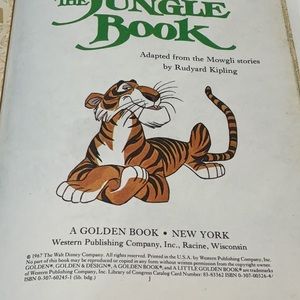 THE JUNGLE
BOOK
Adapted from the Mowgli stories
by Rudyard Kipling
A GOLDEN BOOK • NEW YORK
Western Publishing Company, Inc., Racine, Wisconsin
© 1967 The Walt Disney Company. All rights reserved. Printed in the U.S.A. by Western Publishing Company, Inc.
No part of this book may be reproduced or copied in any form without written permission from the copyright owner.
GOLDEN®, GOLDEN & DESIGN®, A GOLDEN BOOK®, and A LITTLE GOLDEN BOOK® are trademarks
of Western Publishing Company, Inc. Library of Congress Catalog Card Number: 83-83362 ISBN 0-307-00326-4/
ISBN 0-307-60245-1 (lib. bdg.)
J